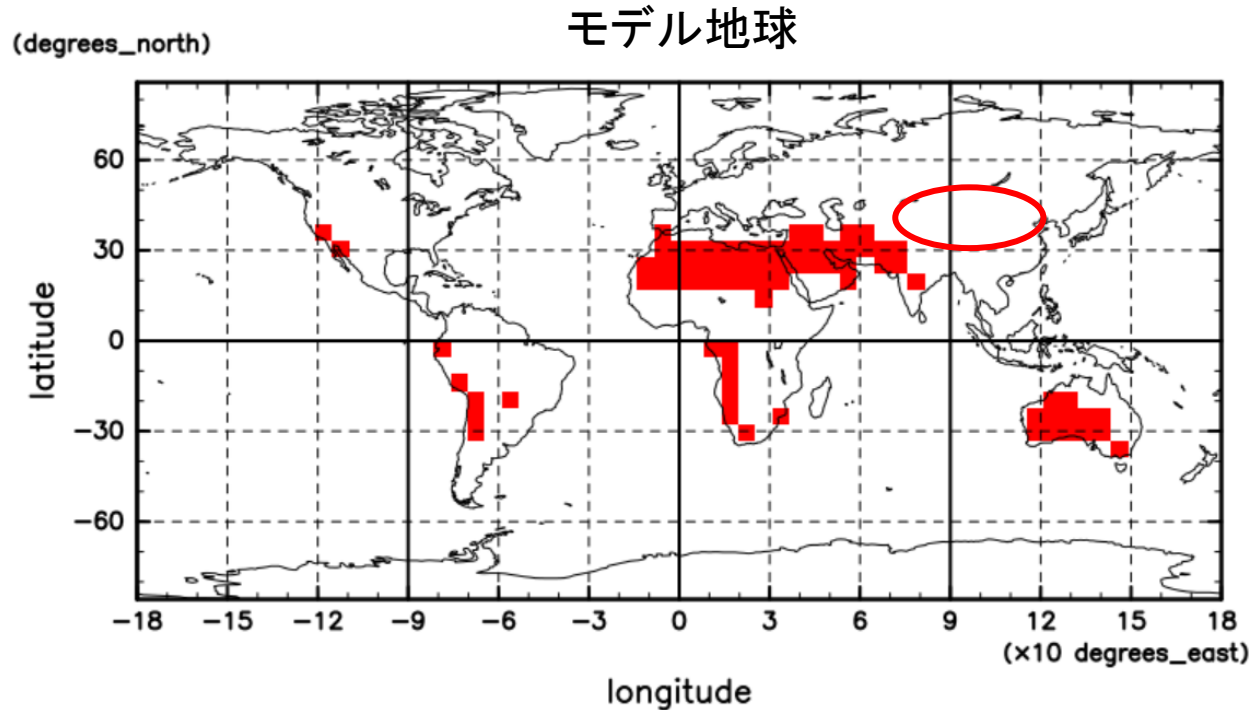 モデル地球
(degrees_north)
60
30
0
−30
−60
latitude
−18 −15 −12 −9 −6 −3 0 3 6 9 12 15 18
(×10 degrees_east)
longitude